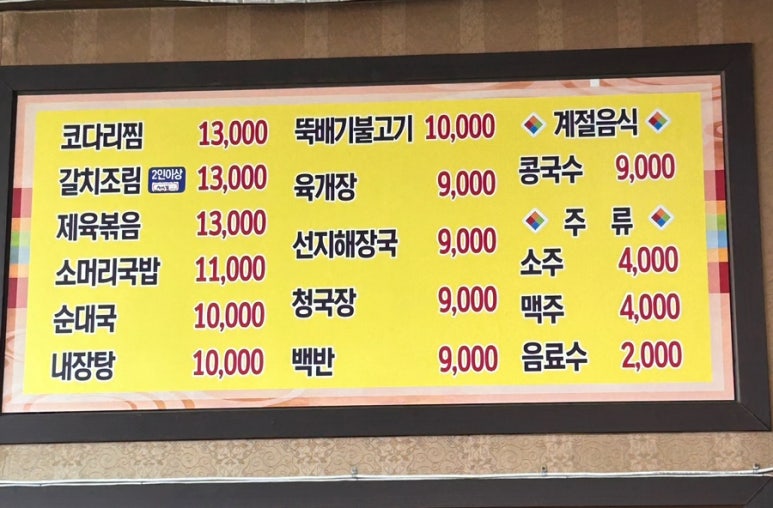 코다리찜 13,000
갈치조림 2인이상 13,000
제육볶음 13,000
소머리국밥 11,000
순대국 10,000
내장탕 10,000
뚝배기불고기 10,000
육개장 9,000
선지해장국 9,000
청국장 9,000
백반 9,000
계절음식
콩국수 9,000
주 류
소주 4,000
맥주 4,000
음료수 2,000